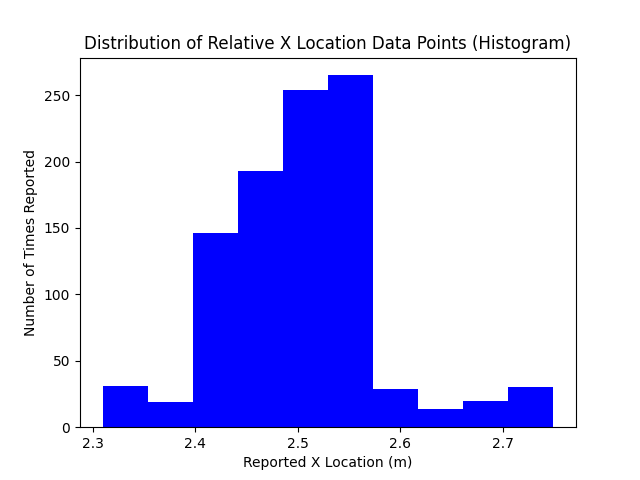 Distribution of Relative X Location Data Points (Histogram)
Number of Times Reported
250
200
150
100
50
0
2.3 2.4 2.5 2.6 2.7
Reported X Location (m)